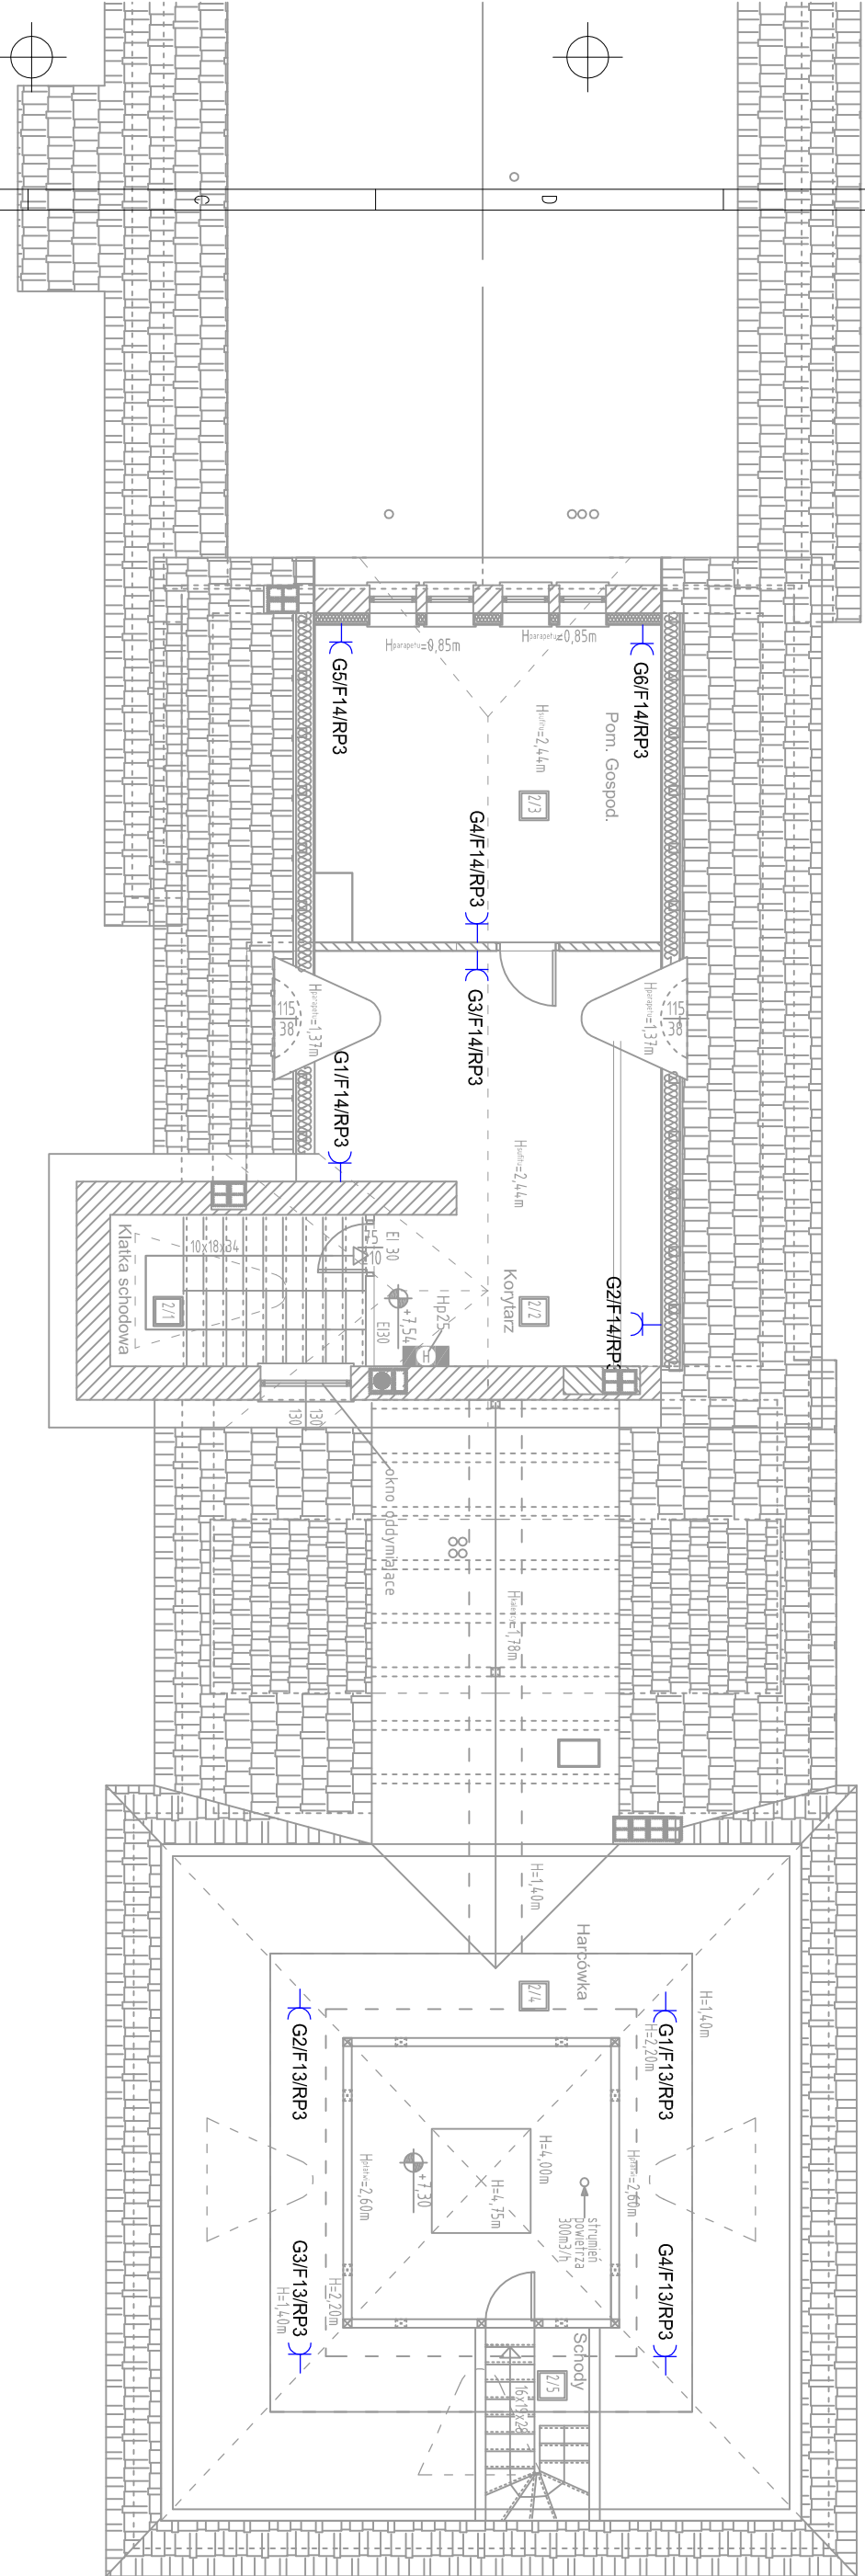 C
D
G5/F14/RP3
Hparapetu=0,85m
Hparapetu=0,85m
G6/F14/RP3
Pom. Gospod.
Hsufitu=2,44m
2/3
G4/F14/RP3
G3/F14/RP3
Hparapetu=1,37m
115
38
Hparapetu=1,37m
115
38
G1/F14/RP3
Hsufitu=2,44m
Korytarz
2/2
G2/F14/RP3
Klatka schodowa
2/1
10x18x34
EI 30
+7,54
EI30
Hp25
H
130
130
okno oddymiające
H=1,40m
Harcówka
2/4
H=1,40m
H=2,20m
G1/F13/RP3
G2/F13/RP3
Hpłatwi=2,60m
+7,30
H=4,75m
H=4,00m
strumień
powietrza
300m3/h
Hpłatwi=2,60m
G3/F13/RP3
H=2,20m
H=1,40m
G4/F13/RP3
Schody
2/5